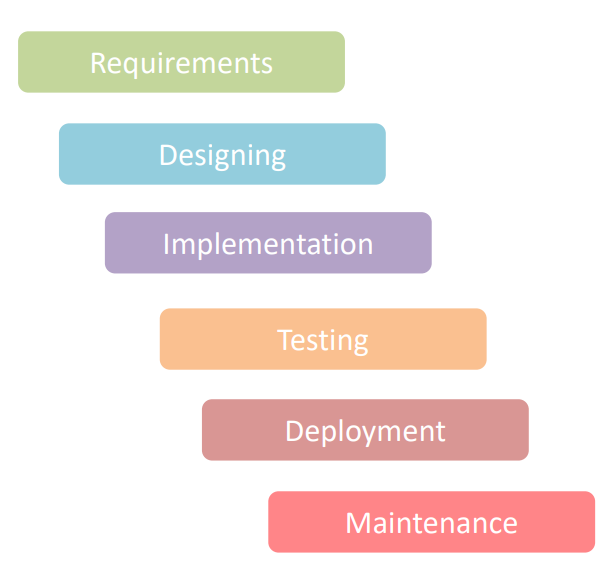 Requirements
Designing
Implementation
Testing
Deployment
Maintenance